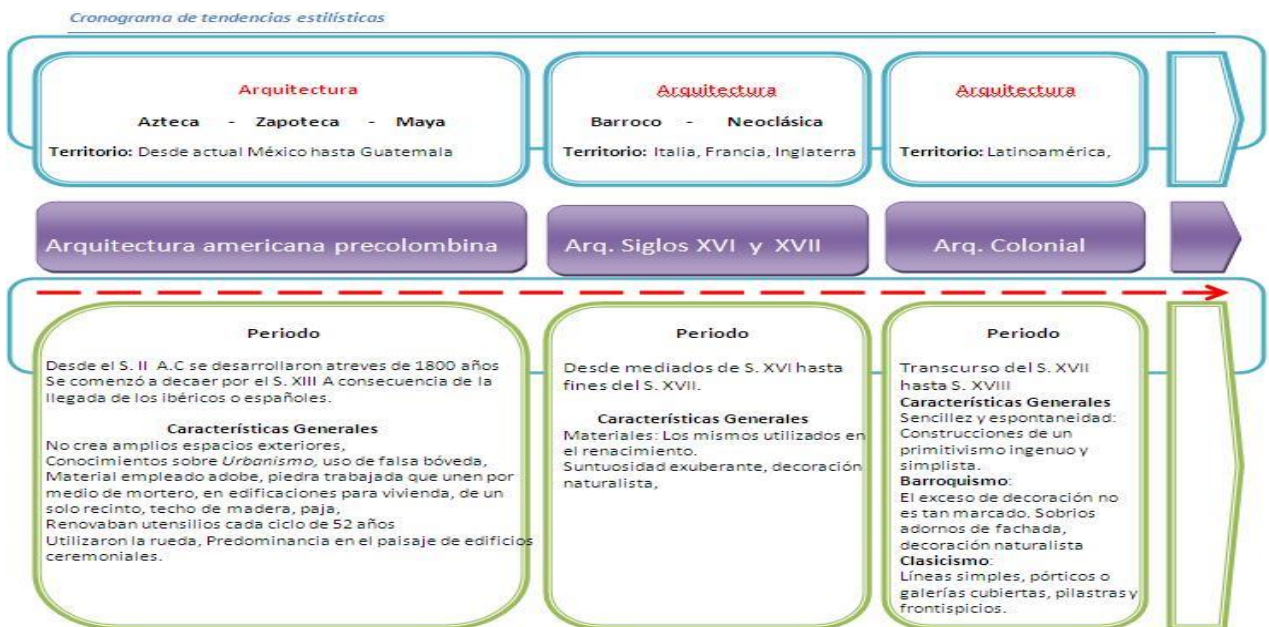 Cronograma de tendencias estilísticas
Arquitectura
Azteca - Zapoteca - Maya
Territorio: Desde actual México hasta Guatemala
Arquitectura
Barroco - Neoclásica
Territorio: Italia, Francia, Inglaterra
Arquitectura
Territorio: Latinoamérica,
Arquitectura americana precolombina
Arq. Siglos XVI y XVII
Arq. Colonial
Periodo
Desde el S. II A.C se desarrollaron atreves de 1800 años
Se comenzó a decaer por el S. XIII A consecuencia de la
llegada de los ibéricos o españoles.
Características Generales
No crea amplios espacios exteriores,
Conocimientos sobre Urbanismo, uso de falsa bóveda,
Material empleado adobe, piedra trabajada que unen por
medio de mortero, en edificaciones para vivienda, de un
solo recinto, techo de madera, paja,
Renovaban utensilios cada ciclo de 52 años
Utilizaron la rueda, Predominancia en el paisaje de edificios
ceremoniales.
Periodo
Desde mediados de S. XVI hasta
fines del S. XVII.
Características Generales
Materiales: Los mismos utilizados en
el renacimiento.
Suntuosidad exuberante, decoración
naturalista,
Periodo
Transcurso del S. XVII
hasta S. XVIII
Características Generales
Sencillez y espontaneidad:
Construcciones de un
primitivismo ingenuo y
simplista.
Barroquismo:
El exceso de decoración no
es tan marcado. Sobrios
adornos de fachada,
decoración naturalista
Clasicismo:
Líneas simples, pórticos o
galerías cubiertas, pilastras y
frontispicios.